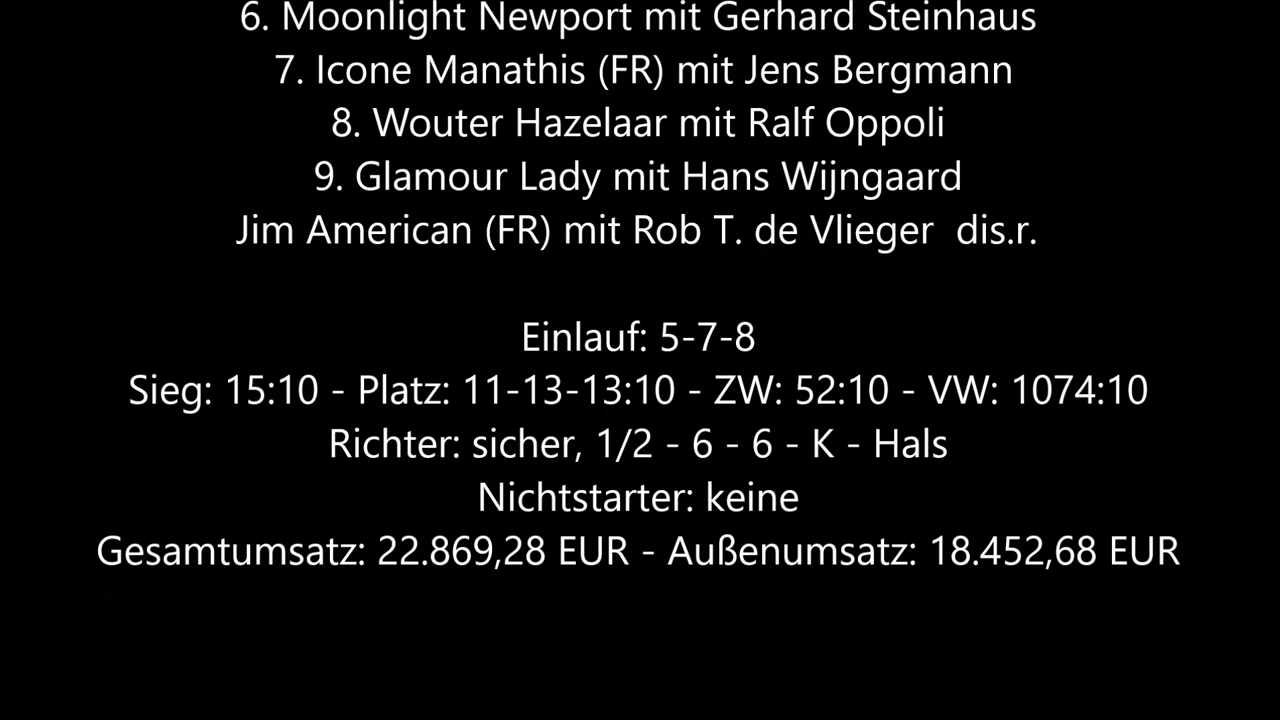 6. Moonlight Newport mit Gerhard Steinhaus
7. Icone Manathis (FR) mit Jens Bergmann
8. Wouter Hazelaar mit Ralf Oppoli
9. Glamour Lady mit Hans Wijngaard
Jim American (FR) mit Rob T. de Vlieger  dis.r.
Einlauf: 5-7-8
Sieg: 15:10 - Platz: 11-13-13:10 - ZW: 52:10 - VW: 1074:10
Richter: sicher, 1/2 - 6 - 6 - K - Hals
Nichtstarter: keine
Gesamtumsatz: 22.869,28 EUR - Außenumsatz: 18.452,68 EUR